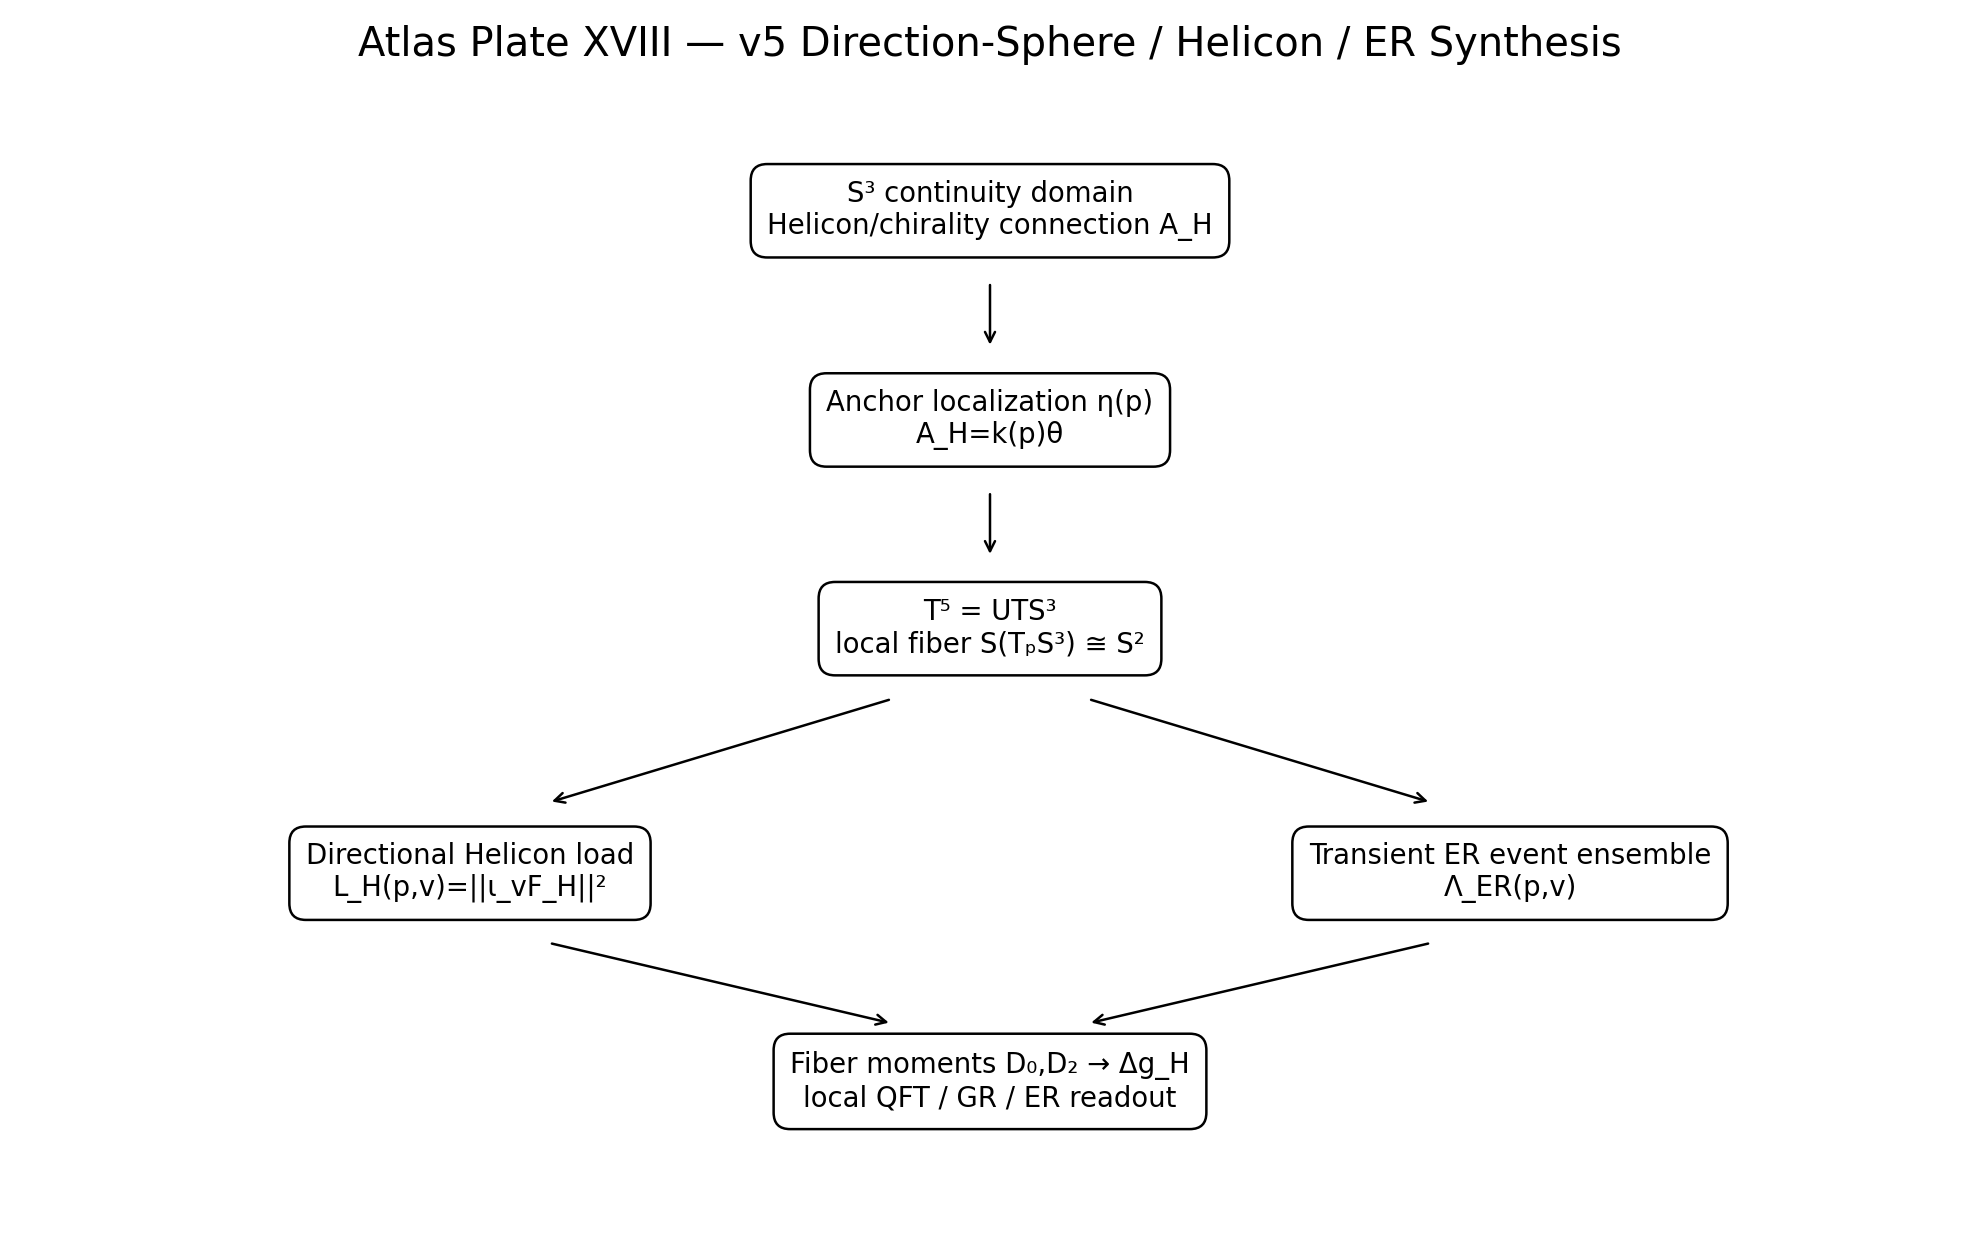 Atlas Plate XVIII — v5 Direction-Sphere / Helicon / ER Synthesis
S³ continuity domain
Helicon/chirality connection A_H
Anchor localization η(p)
A_H=k(p)θ
T⁵ = UTS³
local fiber S(TₚS³) ≅ S²
Directional Helicon load
L_H(p,v)=||ι_vF_H||²
Transient ER event ensemble
Λ_ER(p,v)
Fiber moments D₀,D₂ → Δg_H
local QFT / GR / ER readout